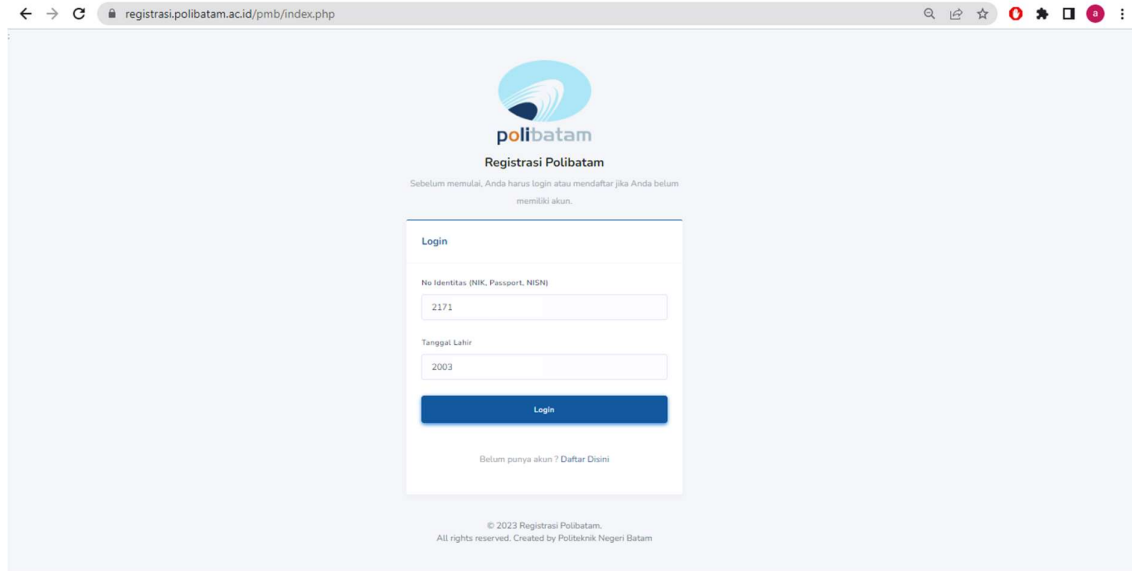 registrasi.polibatam.ac.id/pmb/index.php
a
polibatam
Registrasi Polibatam
Sebelum memulai, Anda harus login atau mendaftar jika Anda belum
memiliki akun.
Login
No Identitas (NIK, Passport, NISN)
2171
Tanggal Lahir
2003
Login
Belum punya akun ? Daftar Disini
© 2023 Registrasi Polibatam.
All rights reserved. Created by Politeknik Negeri Batam